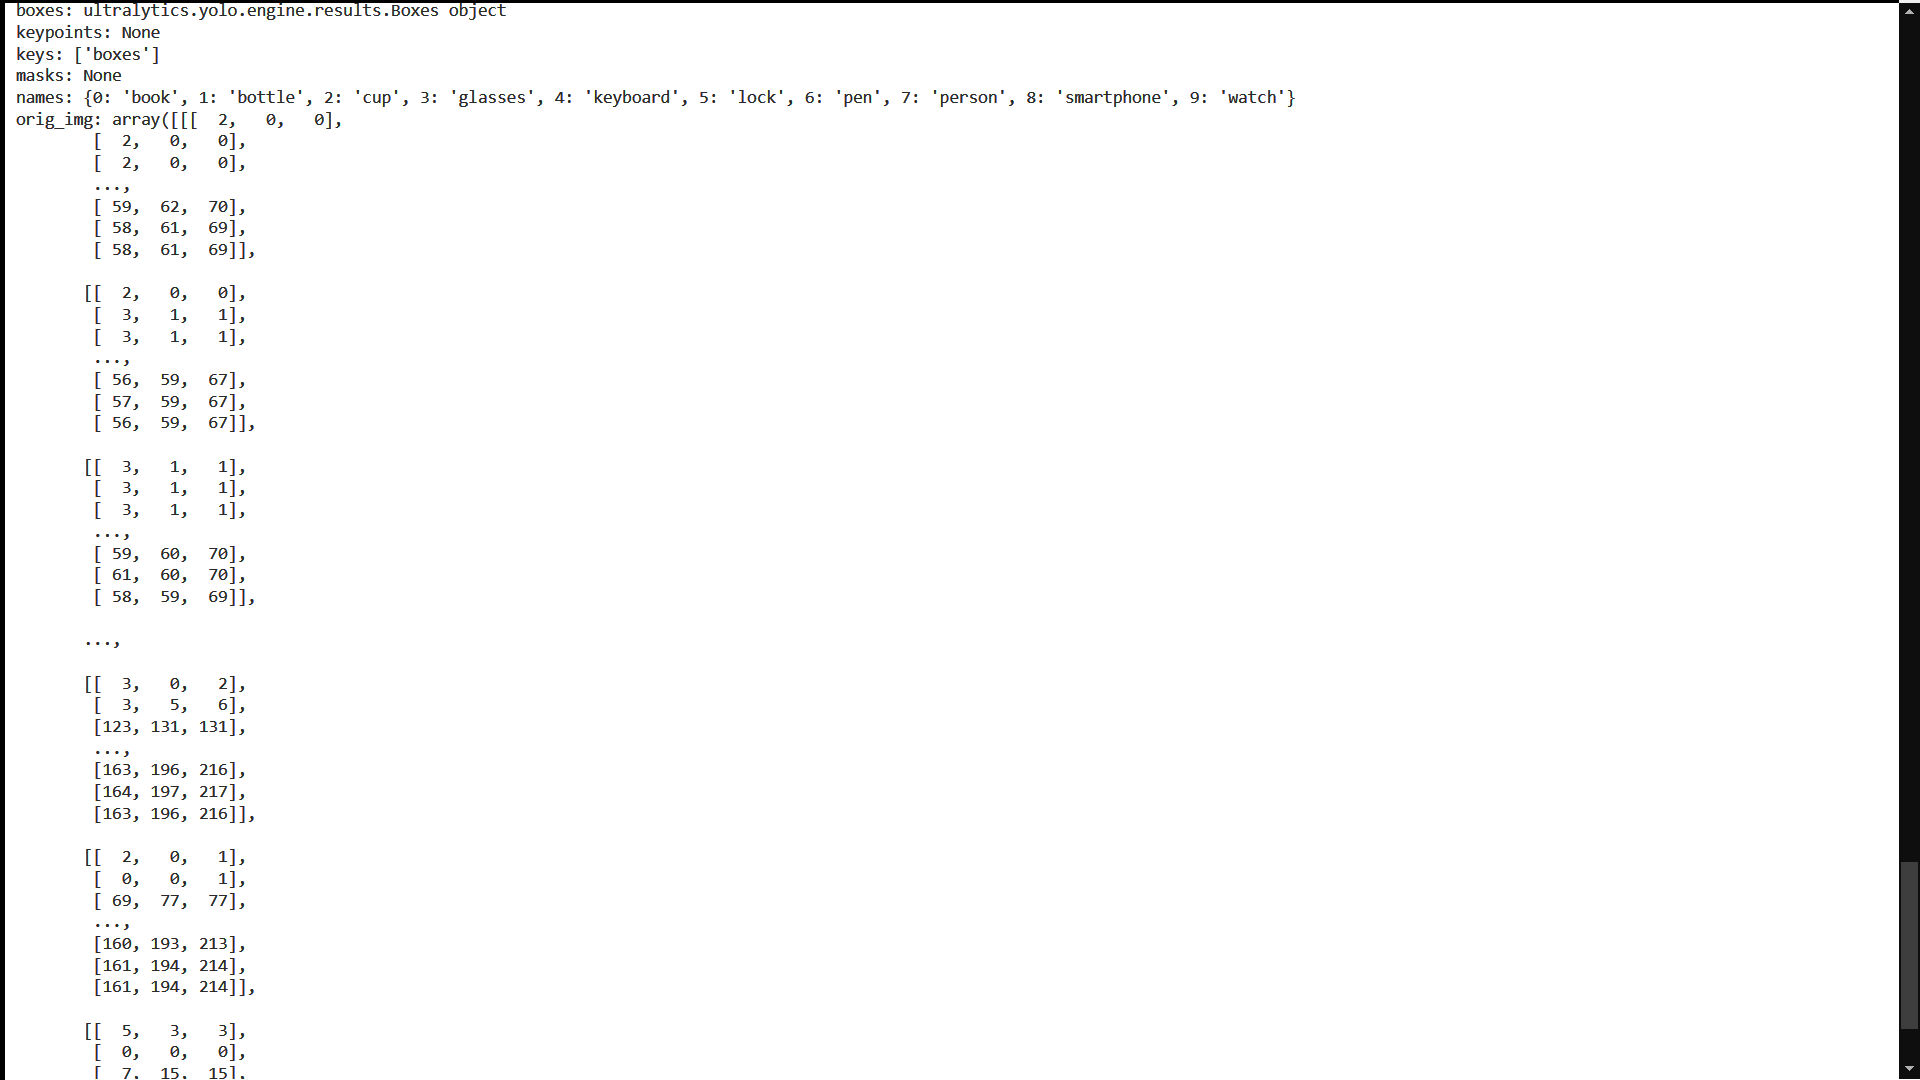 boxes: ultralytics.yolo.engine.results.Boxes object
keypoints: None
keys: ['boxes']
masks: None
names: {0: 'book', 1: 'bottle', 2: 'cup', 3: 'glasses', 4: 'keyboard', 5: 'lock', 6: 'pen', 7: 'person', 8: 'smartphone', 9: 'watch'}
orig_img: array([[[  2,   0,   0],
        [  2,   0,   0],
        [  2,   0,   0],
        ...,
        [ 59,  62,  70],
        [ 58,  61,  69],
        [ 58,  61,  69]],

       [[  2,   0,   0],
        [  3,   1,   1],
        [  3,   1,   1],
        ...,
        [ 56,  59,  67],
        [ 57,  59,  67],
        [ 56,  59,  67]],

       [[  3,   1,   1],
        [  3,   1,   1],
        [  3,   1,   1],
        ...,
        [ 59,  60,  70],
        [ 61,  60,  70],
        [ 58,  59,  69]],

       ...,

       [[  3,   0,   2],
        [  3,   5,   6],
        [123, 131, 131],
        ...,
        [163, 196, 216],
        [164, 197, 217],
        [163, 196, 216]],

       [[  2,   0,   1],
        [  0,   0,   1],
        [ 69,  77,  77],
        ...,
        [160, 193, 213],
        [161, 194, 214],
        [161, 194, 214]],

       [[  5,   3,   3],
        [  0,   0,   0],
        [  7,  15,  15],